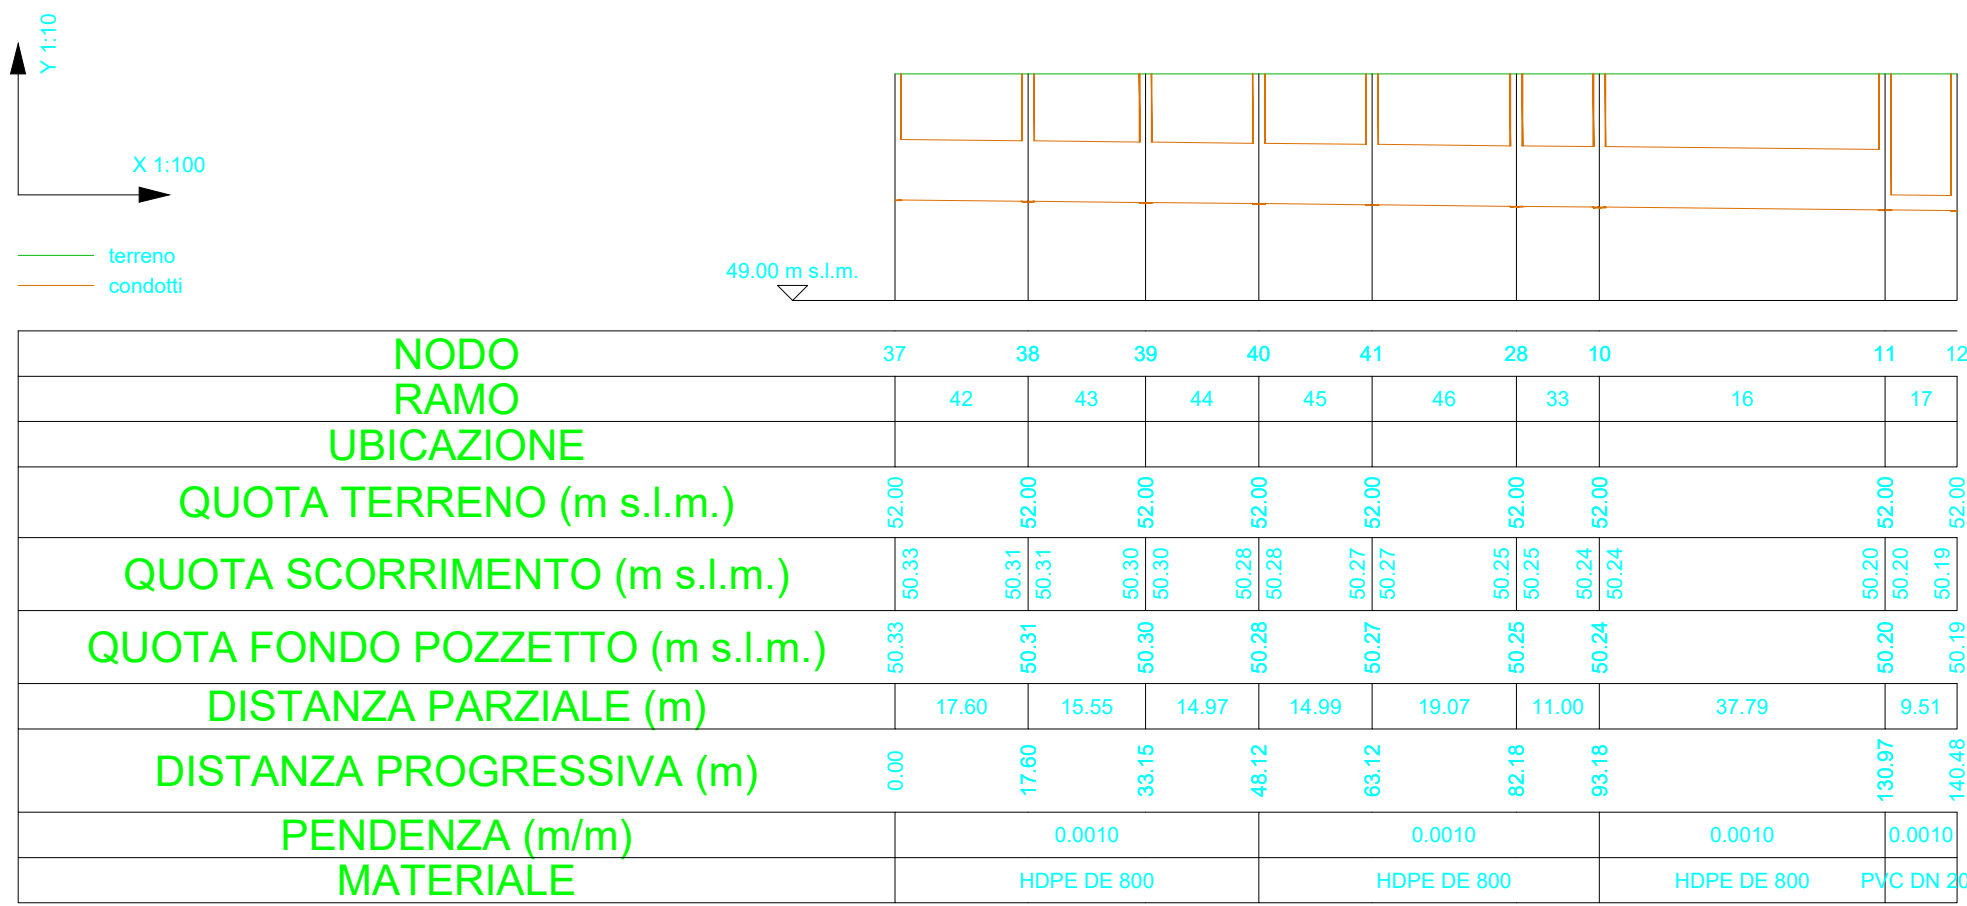 Y 1:10
X 1:100
terreno
condotti
49.00 m s.l.m.
NODO 37 38 39 40 41 28 10 11 12
RAMO 42 43 44 45 46 33 16 17
UBICAZIONE
QUOTA TERRENO (m s.l.m.) 52.00 52.00 52.00 52.00 52.00 52.00 52.00 52.00 52.00
QUOTA SCORRIMENTO (m s.l.m.) 50.33 50.31 50.31 50.30 50.30 50.28 50.28 50.27 50.27 50.25 50.25 50.24 50.24 50.20 50.20 50.19
QUOTA FONDO POZZETTO (m s.l.m.) 50.33 50.31 50.30 50.28 50.27 50.25 50.24 50.20 50.19
DISTANZA PARZIALE (m) 17.60 15.55 14.97 14.99 19.07 11.00 37.79 9.51
DISTANZA PROGRESSIVA (m) 0.00 17.60 33.15 48.12 63.12 82.18 93.18 130.97 140.48
PENDENZA (m/m) 0.0010 0.0010 0.0010 0.0010
MATERIALE HDPE DE 800 HDPE DE 800 HDPE DE 800 PVC DN 20